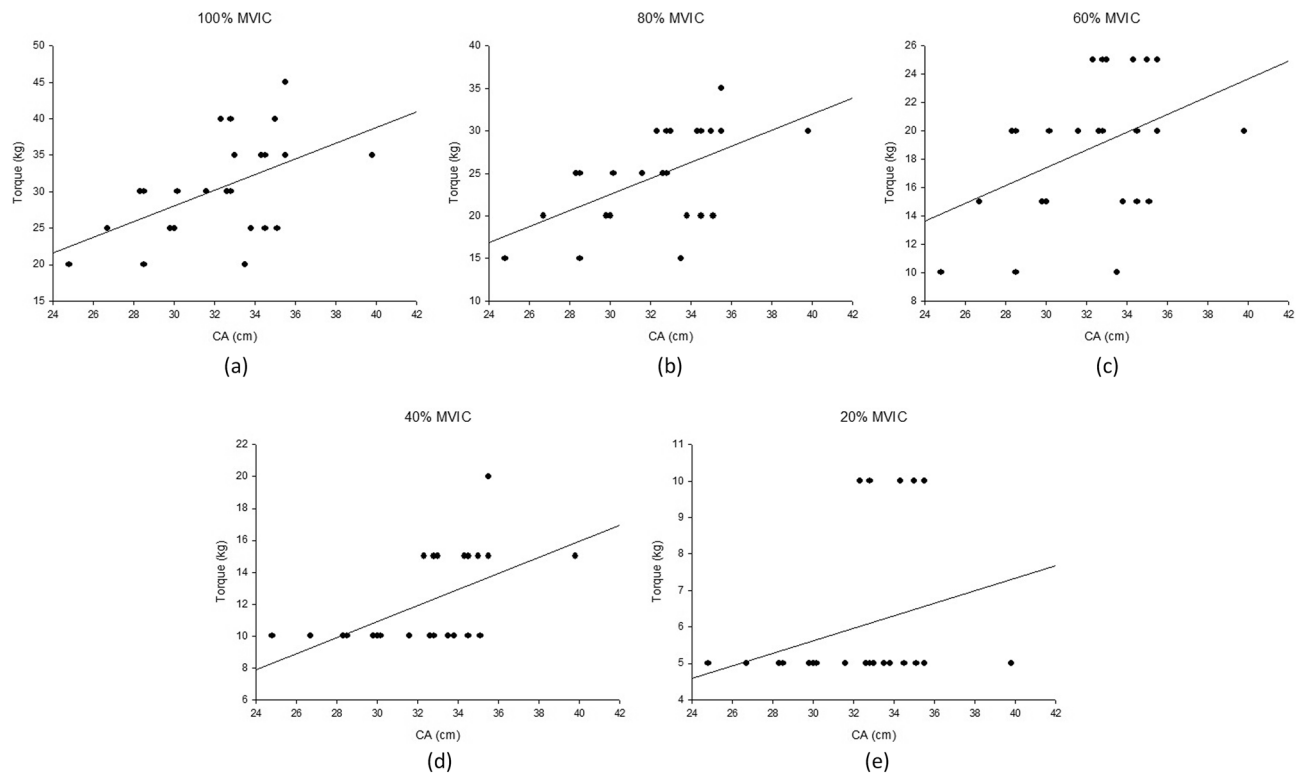 100% MVIC
50
45
40
35
30
25
20
15
Torque (kg)
24 26 28 30 32 34 36 38 40 42
CA (cm)
(a)
80% MVIC
40
35
30
25
20
15
10
Torque (kg)
24 26 28 30 32 34 36 38 40 42
CA (cm)
(b)
60% MVIC
26
24
22
20
18
16
14
12
10
8
Torque (kg)
24 26 28 30 32 34 36 38 40 42
CA (cm)
(c)
40% MVIC
22
20
18
16
14
12
10
8
6
Torque (kg)
24 26 28 30 32 34 36 38 40 42
CA (cm)
(d)
20% MVIC
11
10
9
8
7
6
5
4
Torque (kg)
24 26 28 30 32 34 36 38 40 42
CA (cm)
(e)